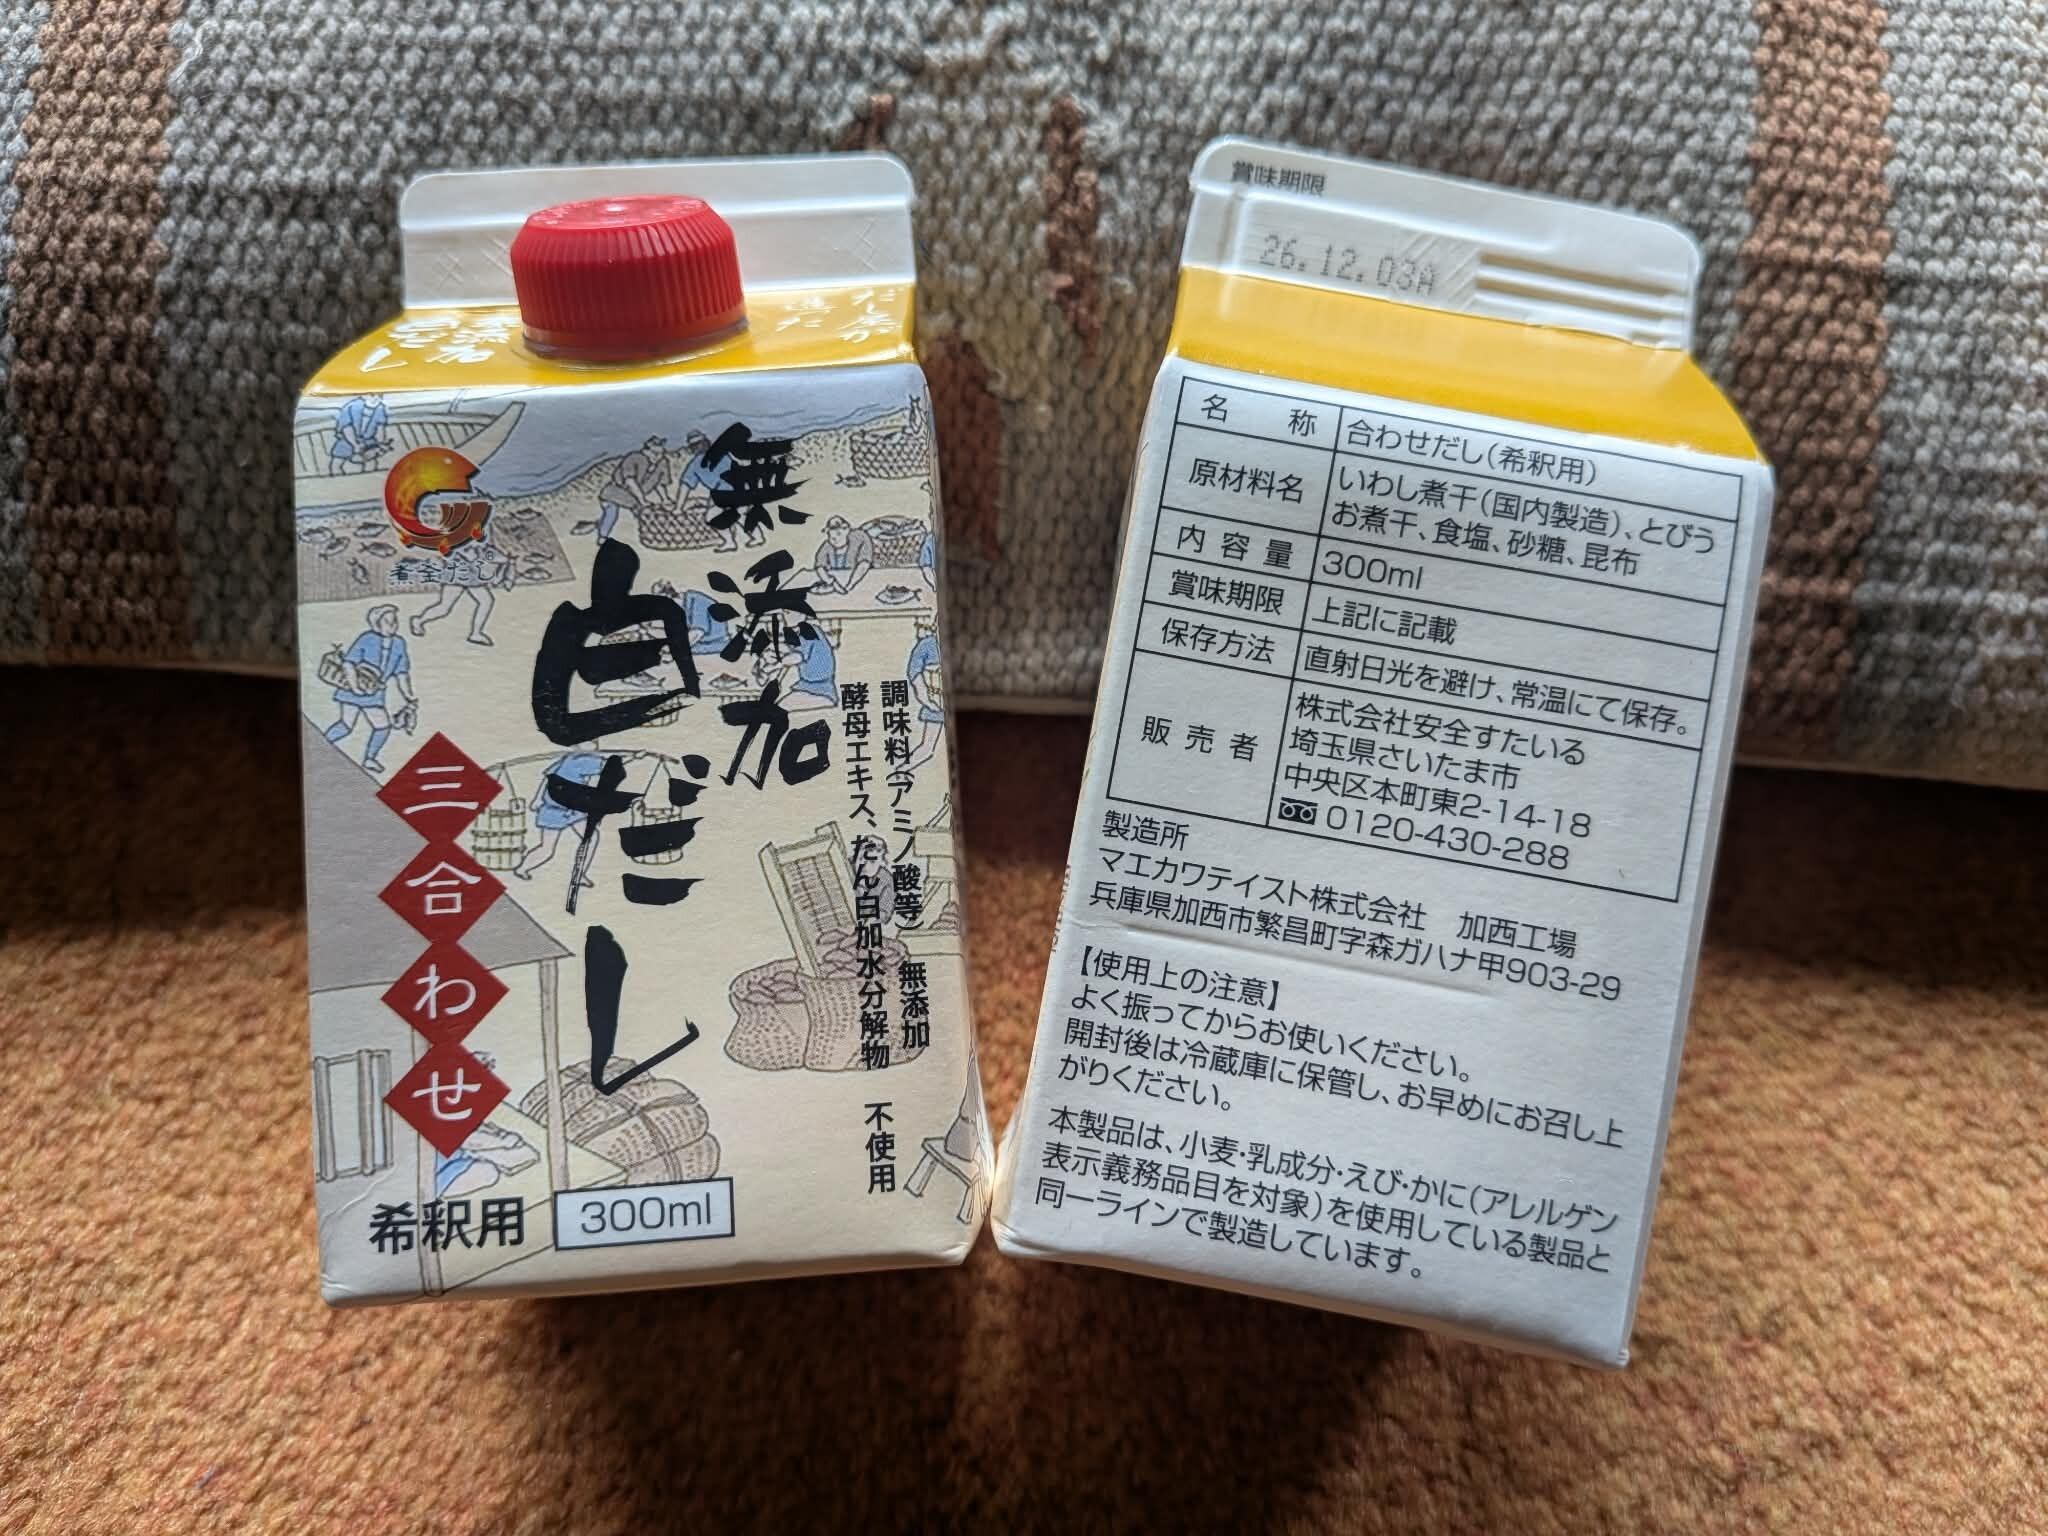 だし屋が
造った
無添加
白だし
煮釜だし®
無添加
白だし
調味料(アミノ酸等) 無添加
酵母エキス、たん白加水分解物 不使用
三合わせ
希釈用
300ml
賞味期限
26.12.03A
名称 合わせだし(希釈用)
原材料名 いわし煮干(国内製造)、とびう
お煮干、食塩、砂糖、昆布
内容量 300ml
賞味期限 上記に記載
保存方法 直射日光を避け、常温にて保存。
販売者 株式会社安全すたいる
埼玉県さいたま市
中央区本町東2-14-18
0120-430-288
製造所
マエカワテイスト株式会社 加西工場
兵庫県加西市繁昌町字森ガハナ甲903-29
【使用上の注意】
よく振ってからお使いください。
開封後は冷蔵庫に保管し、お早めにお召し上
がりください。
本製品は、小麦・乳成分・えび・かに(アレルゲン
表示義務品目を対象)を使用している製品と
同一ラインで製造しています。